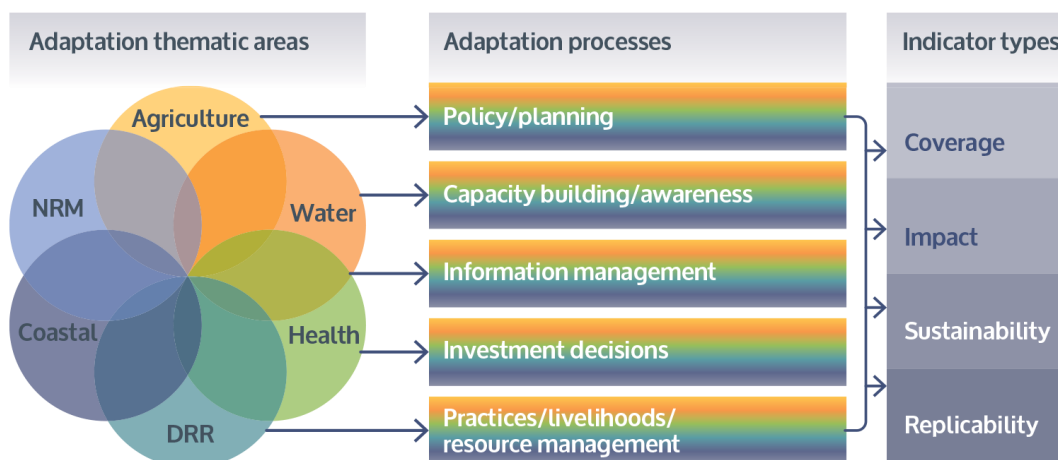 Adaptation thematic areas
Adaptation processes
Indicator types
Agriculture
NRM
Water
Coastal
Health
DRR
Policy/planning
Capacity building/awareness
Information management
Investment decisions
Practices/livelihoods/
resource management
Coverage
Impact
Sustainability
Replicability